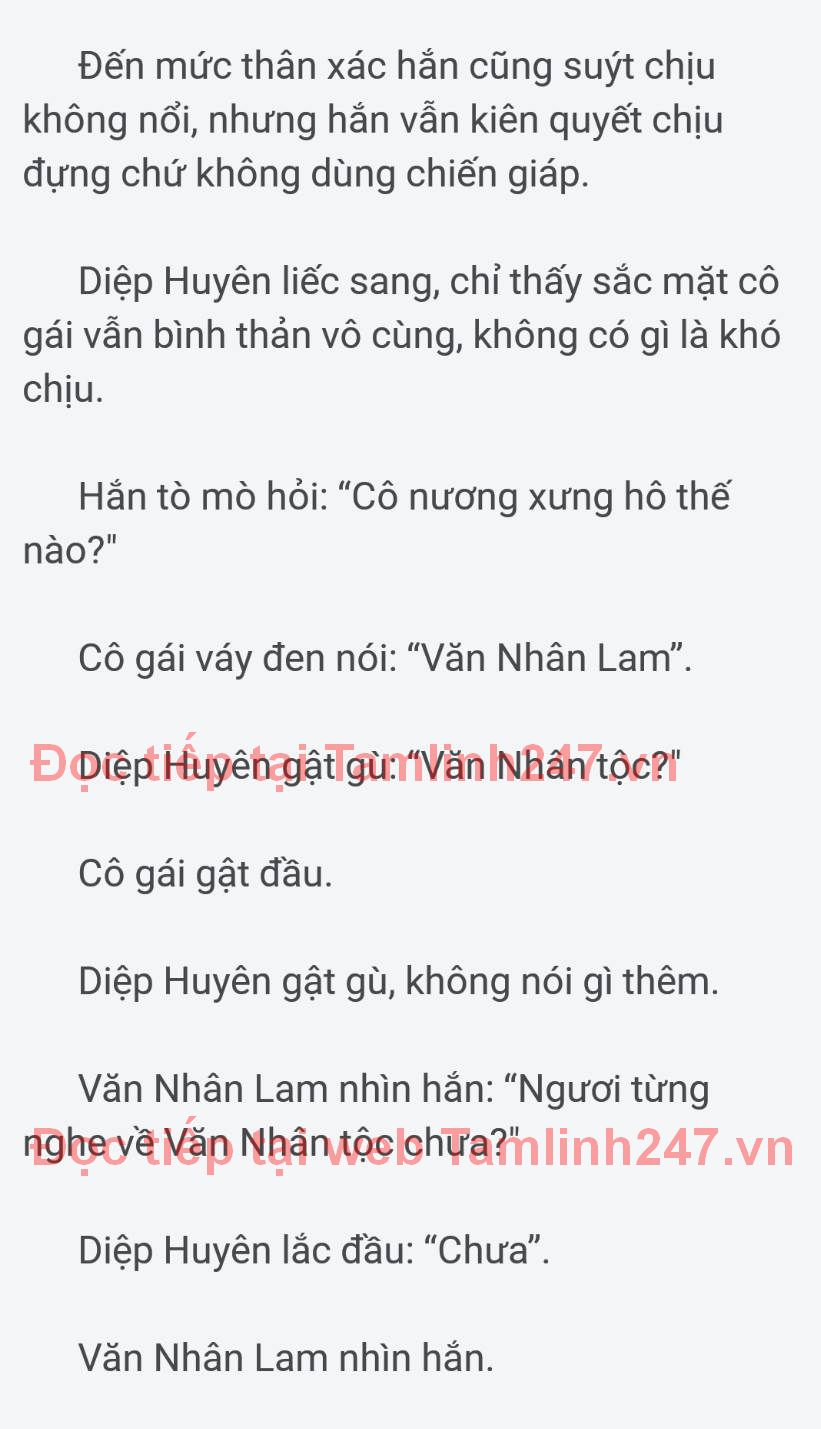 Đến mức thân xác hắn cũng suýt chịu
không nổi, nhưng hắn vẫn kiên quyết chịu
đựng chứ không dùng chiến giáp.
Diệp Huyên liếc sang, chỉ thấy sắc mặt cô
gái vẫn bình thản vô cùng, không có gì là khó
chịu.
Hắn tò mò hỏi: “Cô nương xưng hô thế
nào?"
Cô gái váy đen nói: “Văn Nhân Lam”.
Diệp Huyên gật gù: “Văn Nhân tộc?"
Đọc tiếp tại Tamlinh247.vn
Cô gái gật đầu.
Diệp Huyên gật gù, không nói gì thêm.
Văn Nhân Lam nhìn hắn: “Ngươi từng
nghe về Văn Nhân tộc chưa?"
Đọc tiếp tại web Tamlinh247.vn
Diệp Huyên lắc đầu: “Chưa”.
Văn Nhân Lam nhìn hắn.